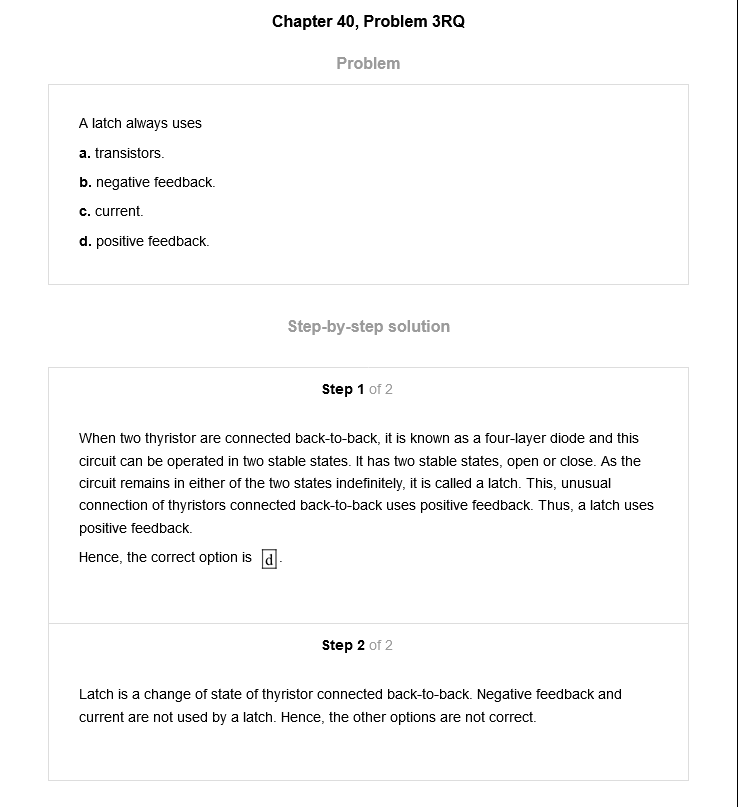 Chapter 40, Problem 3RQ
Problem
A latch always uses
a. transistors.
b. negative feedback.
c. current.
d. positive feedback.
Step-by-step solution
Step 1 of 2
When two thyristor are connected back-to-back, it is known as a four-layer diode and this
circuit can be operated in two stable states. It has two stable states, open or close. As the
circuit remains in either of the two states indefinitely, it is called a latch. This, unusual
connection of thyristors connected back-to-back uses positive feedback. Thus, a latch uses
positive feedback.
Hence, the correct option is d.
Step 2 of 2
Latch is a change of state of thyristor connected back-to-back. Negative feedback and
current are not used by a latch. Hence, the other options are not correct.